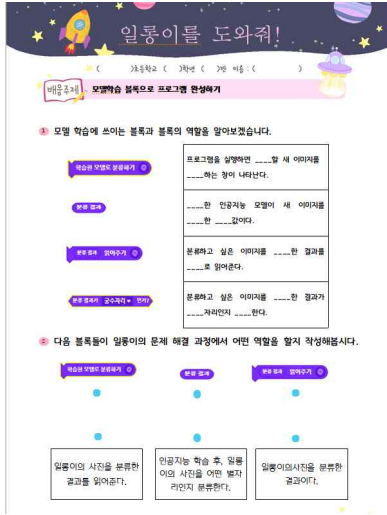 일롱이를 도와줘!
( )초등학교 ( )학년 ( )반 이름 : ( )
배움주제 모델학습 블록으로 프로그램 완성하기
1 모델 학습에 쓰이는 블록과 블록의 역할을 알아보겠습니다.
학습된 모델로 분류하기
프로그램을 실행하면 ____할 새 이미지를
____하는 창이 나타난다.
분류 결과
____한 인공지능 모델이 새 이미지를
____한 ____값이다.
분류 결과 읽어주기
분류하고 싶은 이미지를 ____한 결과를
____로 읽어준다.
분류 결과가 궁수자리 인가?
분류하고 싶은 이미지를 ____한 결과가
____자리인지 ____한다.
2 다음 블록들이 일롱이의 문제 해결 과정에서 어떤 역할을 할지 작성해봅시다.
학습된 모델로 분류하기 분류 결과 분류 결과 읽어주기
일롱이의 사진을 분류한
결과를 읽어준다.
인공지능 학습 후, 일롱
이의 사진을 어떤 별자
리인지 분류한다.
일롱이의사진을 분류한
결과이다.